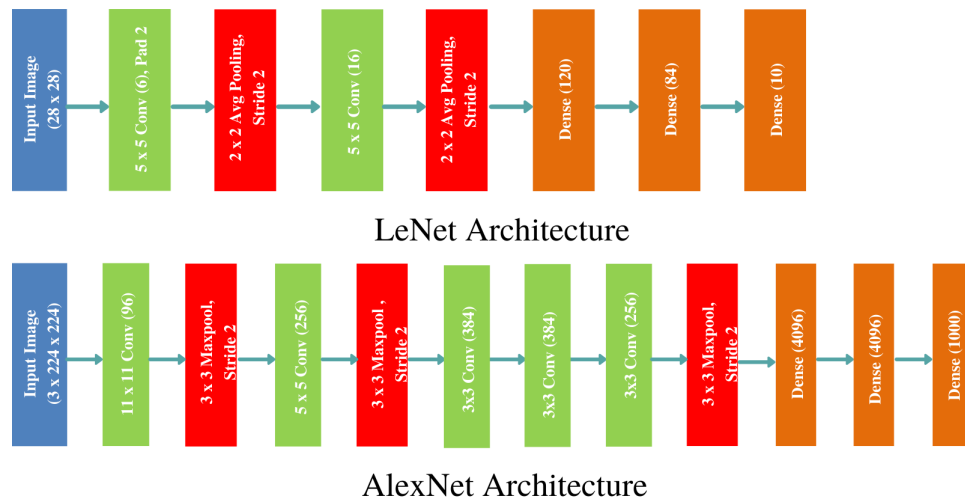 Input Image
(28 x 28)
5 x 5 Conv (6), Pad 2
2 x 2 Avg Pooling,
Stride 2
5 x 5 Conv (16)
2 x 2 Avg Pooling,
Stride 2
Dense (120)
Dense (84)
Dense (10)
LeNet Architecture
Input Image
(3 x 224 x 224)
11 x 11 Conv (96)
3 x 3 Maxpool,
Stride 2
5 x 5 Conv (256)
3 x 3 Maxpool ,
Stride 2
3x3 Conv (384)
3x3 Conv (384)
3x3 Conv (256)
3 x 3 Maxpool,
Stride 2
Dense (4096)
Dense (4096)
Dense (1000)
AlexNet Architecture